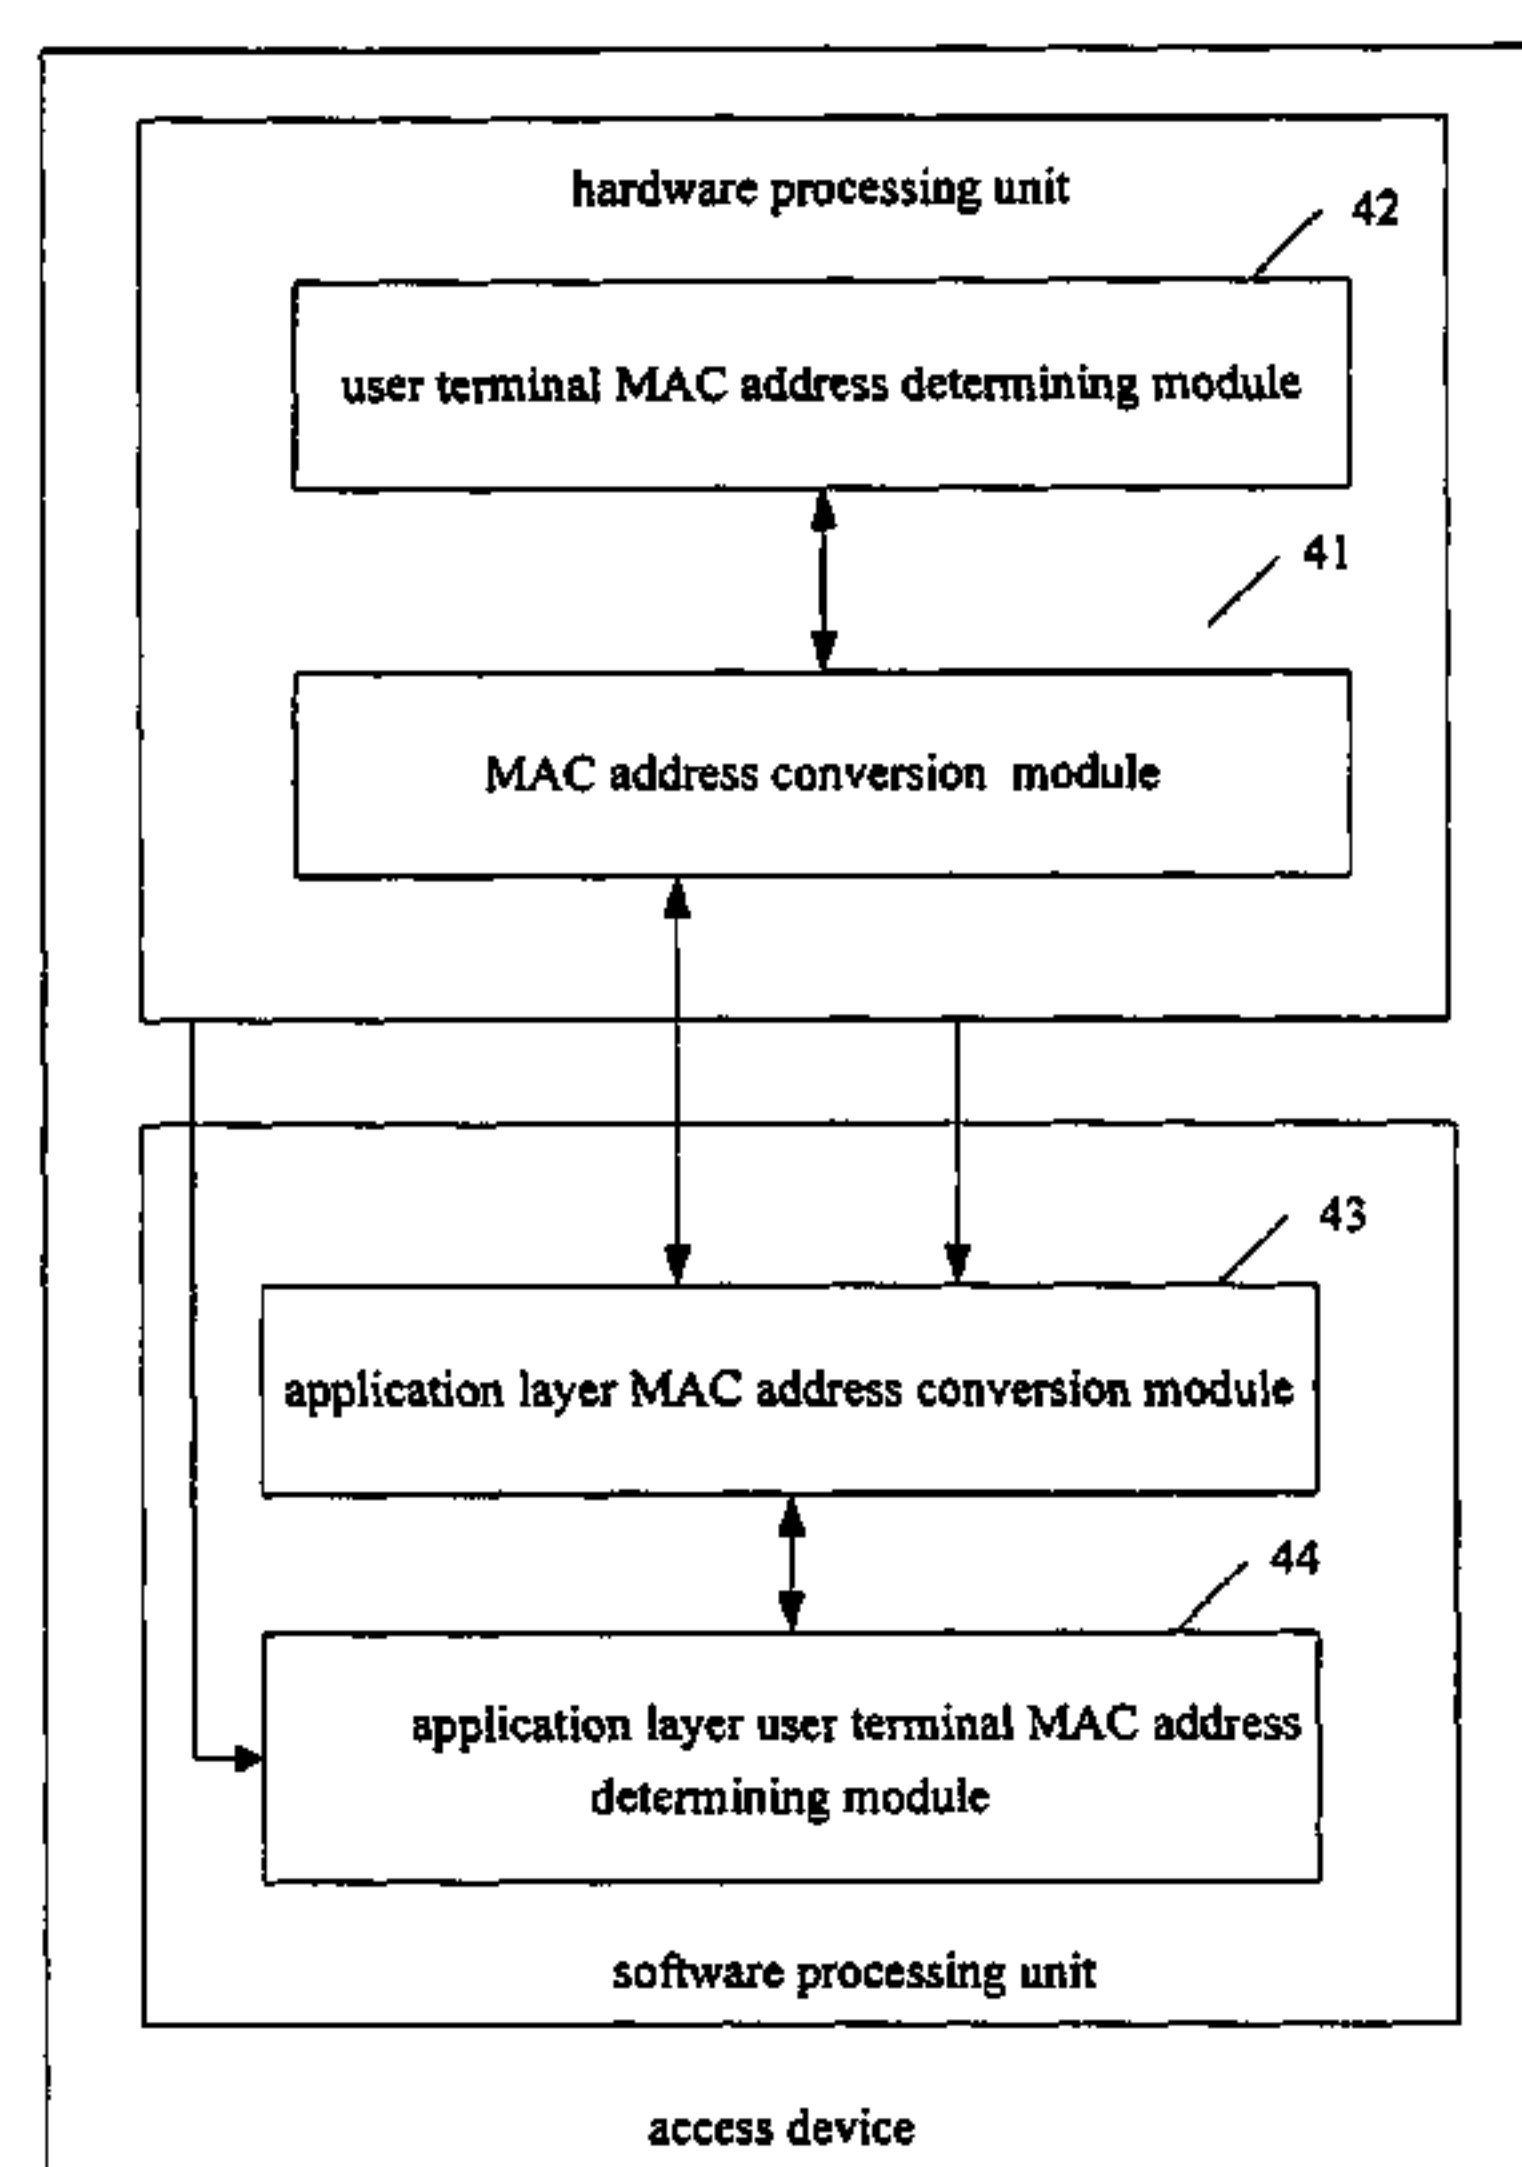 hardware processing unit
42
user terminal MAC address determining module
41
MAC address conversion module
43
application layer MAC address conversion module
44
application layer user terminal MAC address
determining module
software processing unit
access device